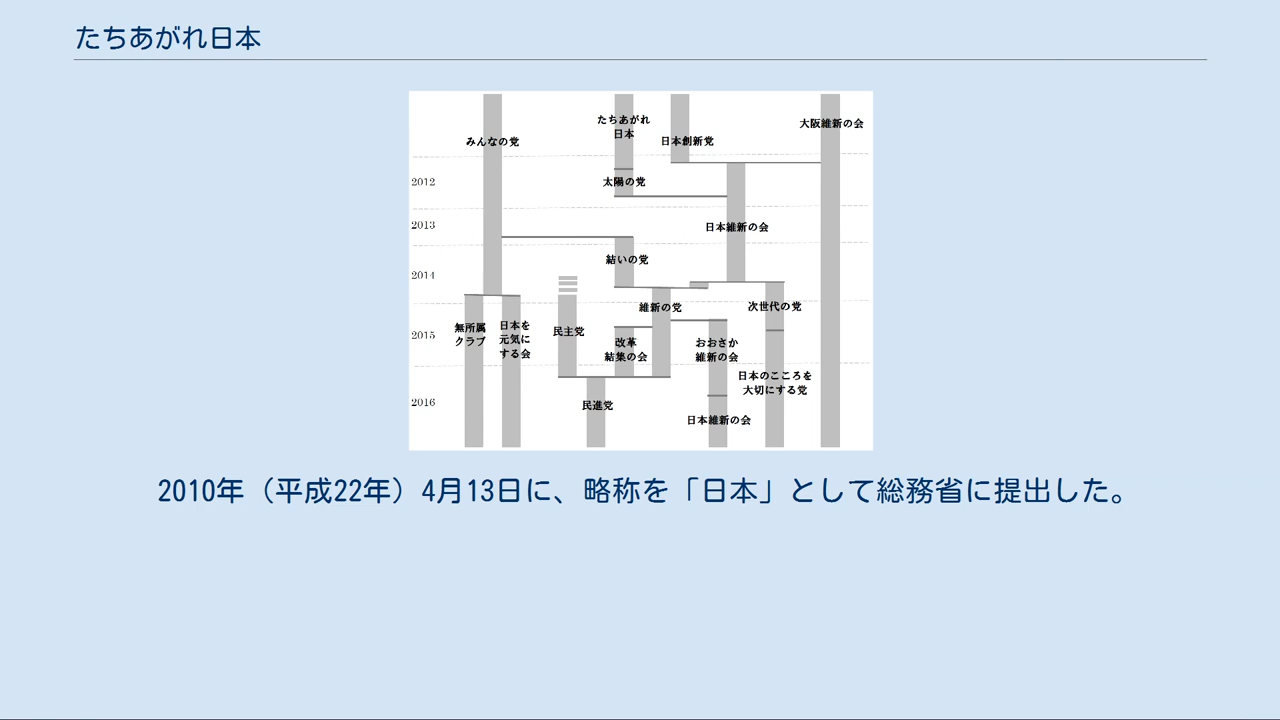 たちあがれ日本
みんなの党
たちあがれ
日本
日本創新党
大阪維新の会
2012
太陽の党
2013
日本維新の会
結いの党
2014
維新の党
次世代の党
2015
無所属
クラブ
日本を
元気に
する会
民主党
改革
結集の会
おおさか
維新の会
日本のこころを
大切にする党
2016
民進党
日本維新の会
2010年（平成22年）4月13日に、略称を「日本」として総務省に提出した。